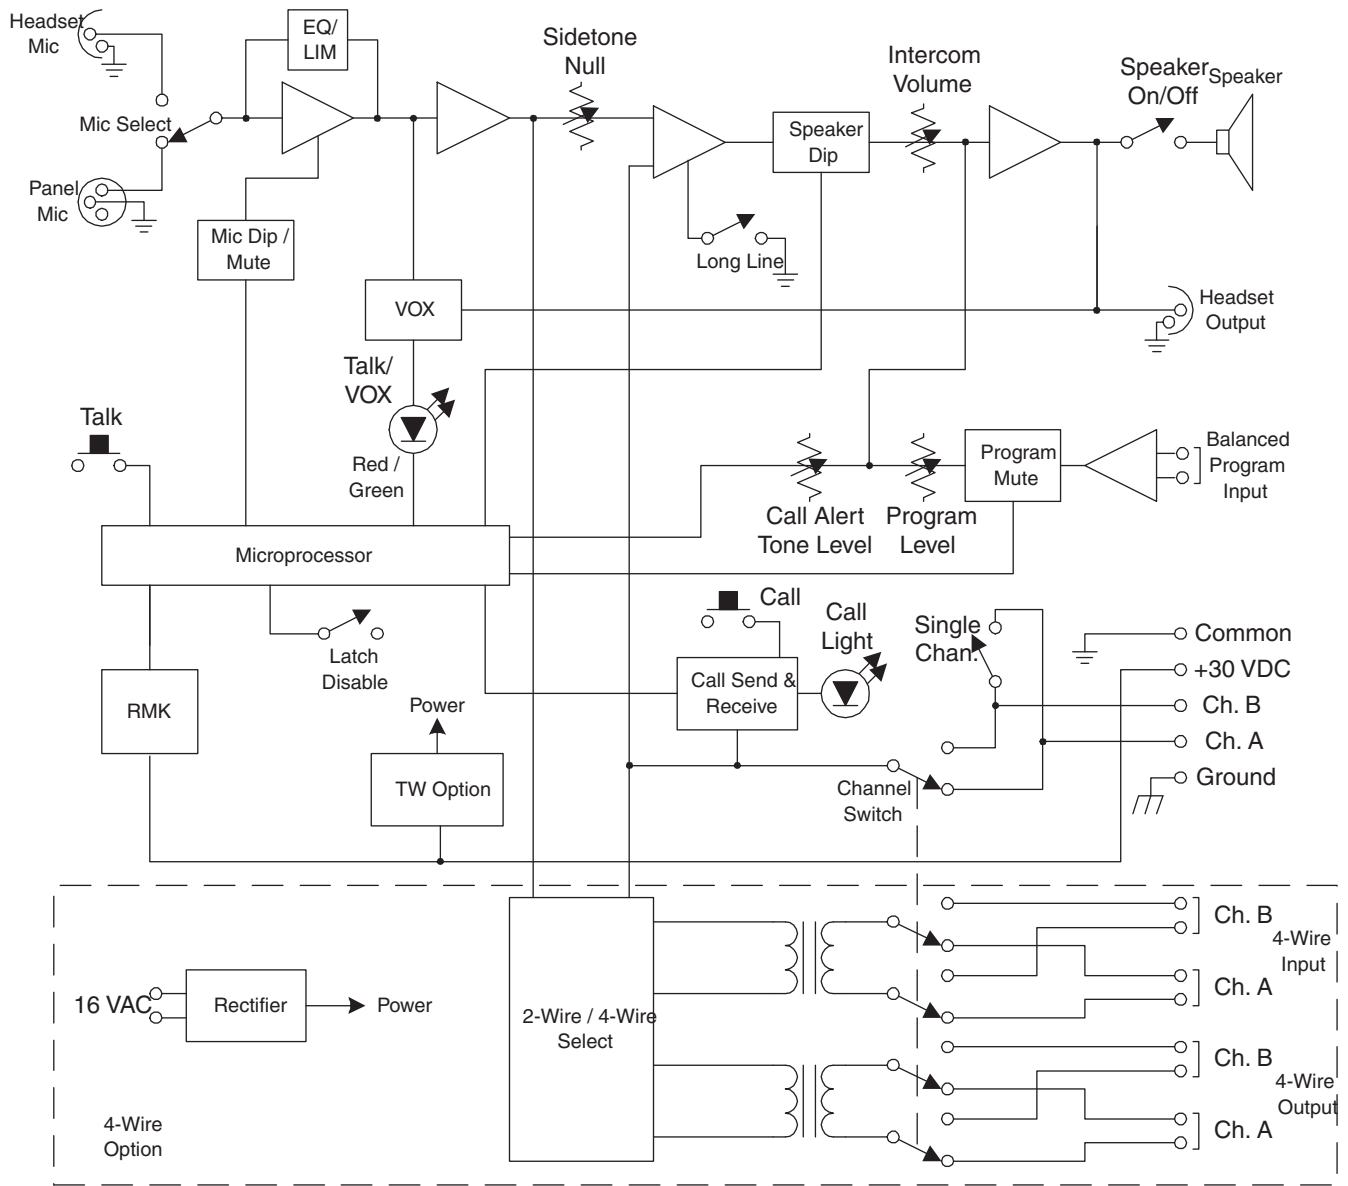 Headset
Mic
EQ/
LIM
Sidetone
Null
Intercom
Volume
Speaker
On/Off
Speaker
Mic Select
Speaker
Dip
Panel
Mic
Mic Dip /
Mute
Long Line
VOX
Headset
Output
Talk/
VOX
Talk
Red /
Green
Program
Mute
Balanced
Program
Input
Call Alert
Tone Level
Program
Level
Microprocessor
Call
Call
Light
Single
Chan.
Common
+30 VDC
Ch. B
Ch. A
Ground
Latch
Disable
Call Send &
Receive
RMK
Power
TW Option
Channel
Switch
Ch. B
4-Wire
Input
Ch. A
16 VAC
Rectifier
Power
2-Wire / 4-Wire
Select
Ch. B
4-Wire
Output
Ch. A
4-Wire
Option